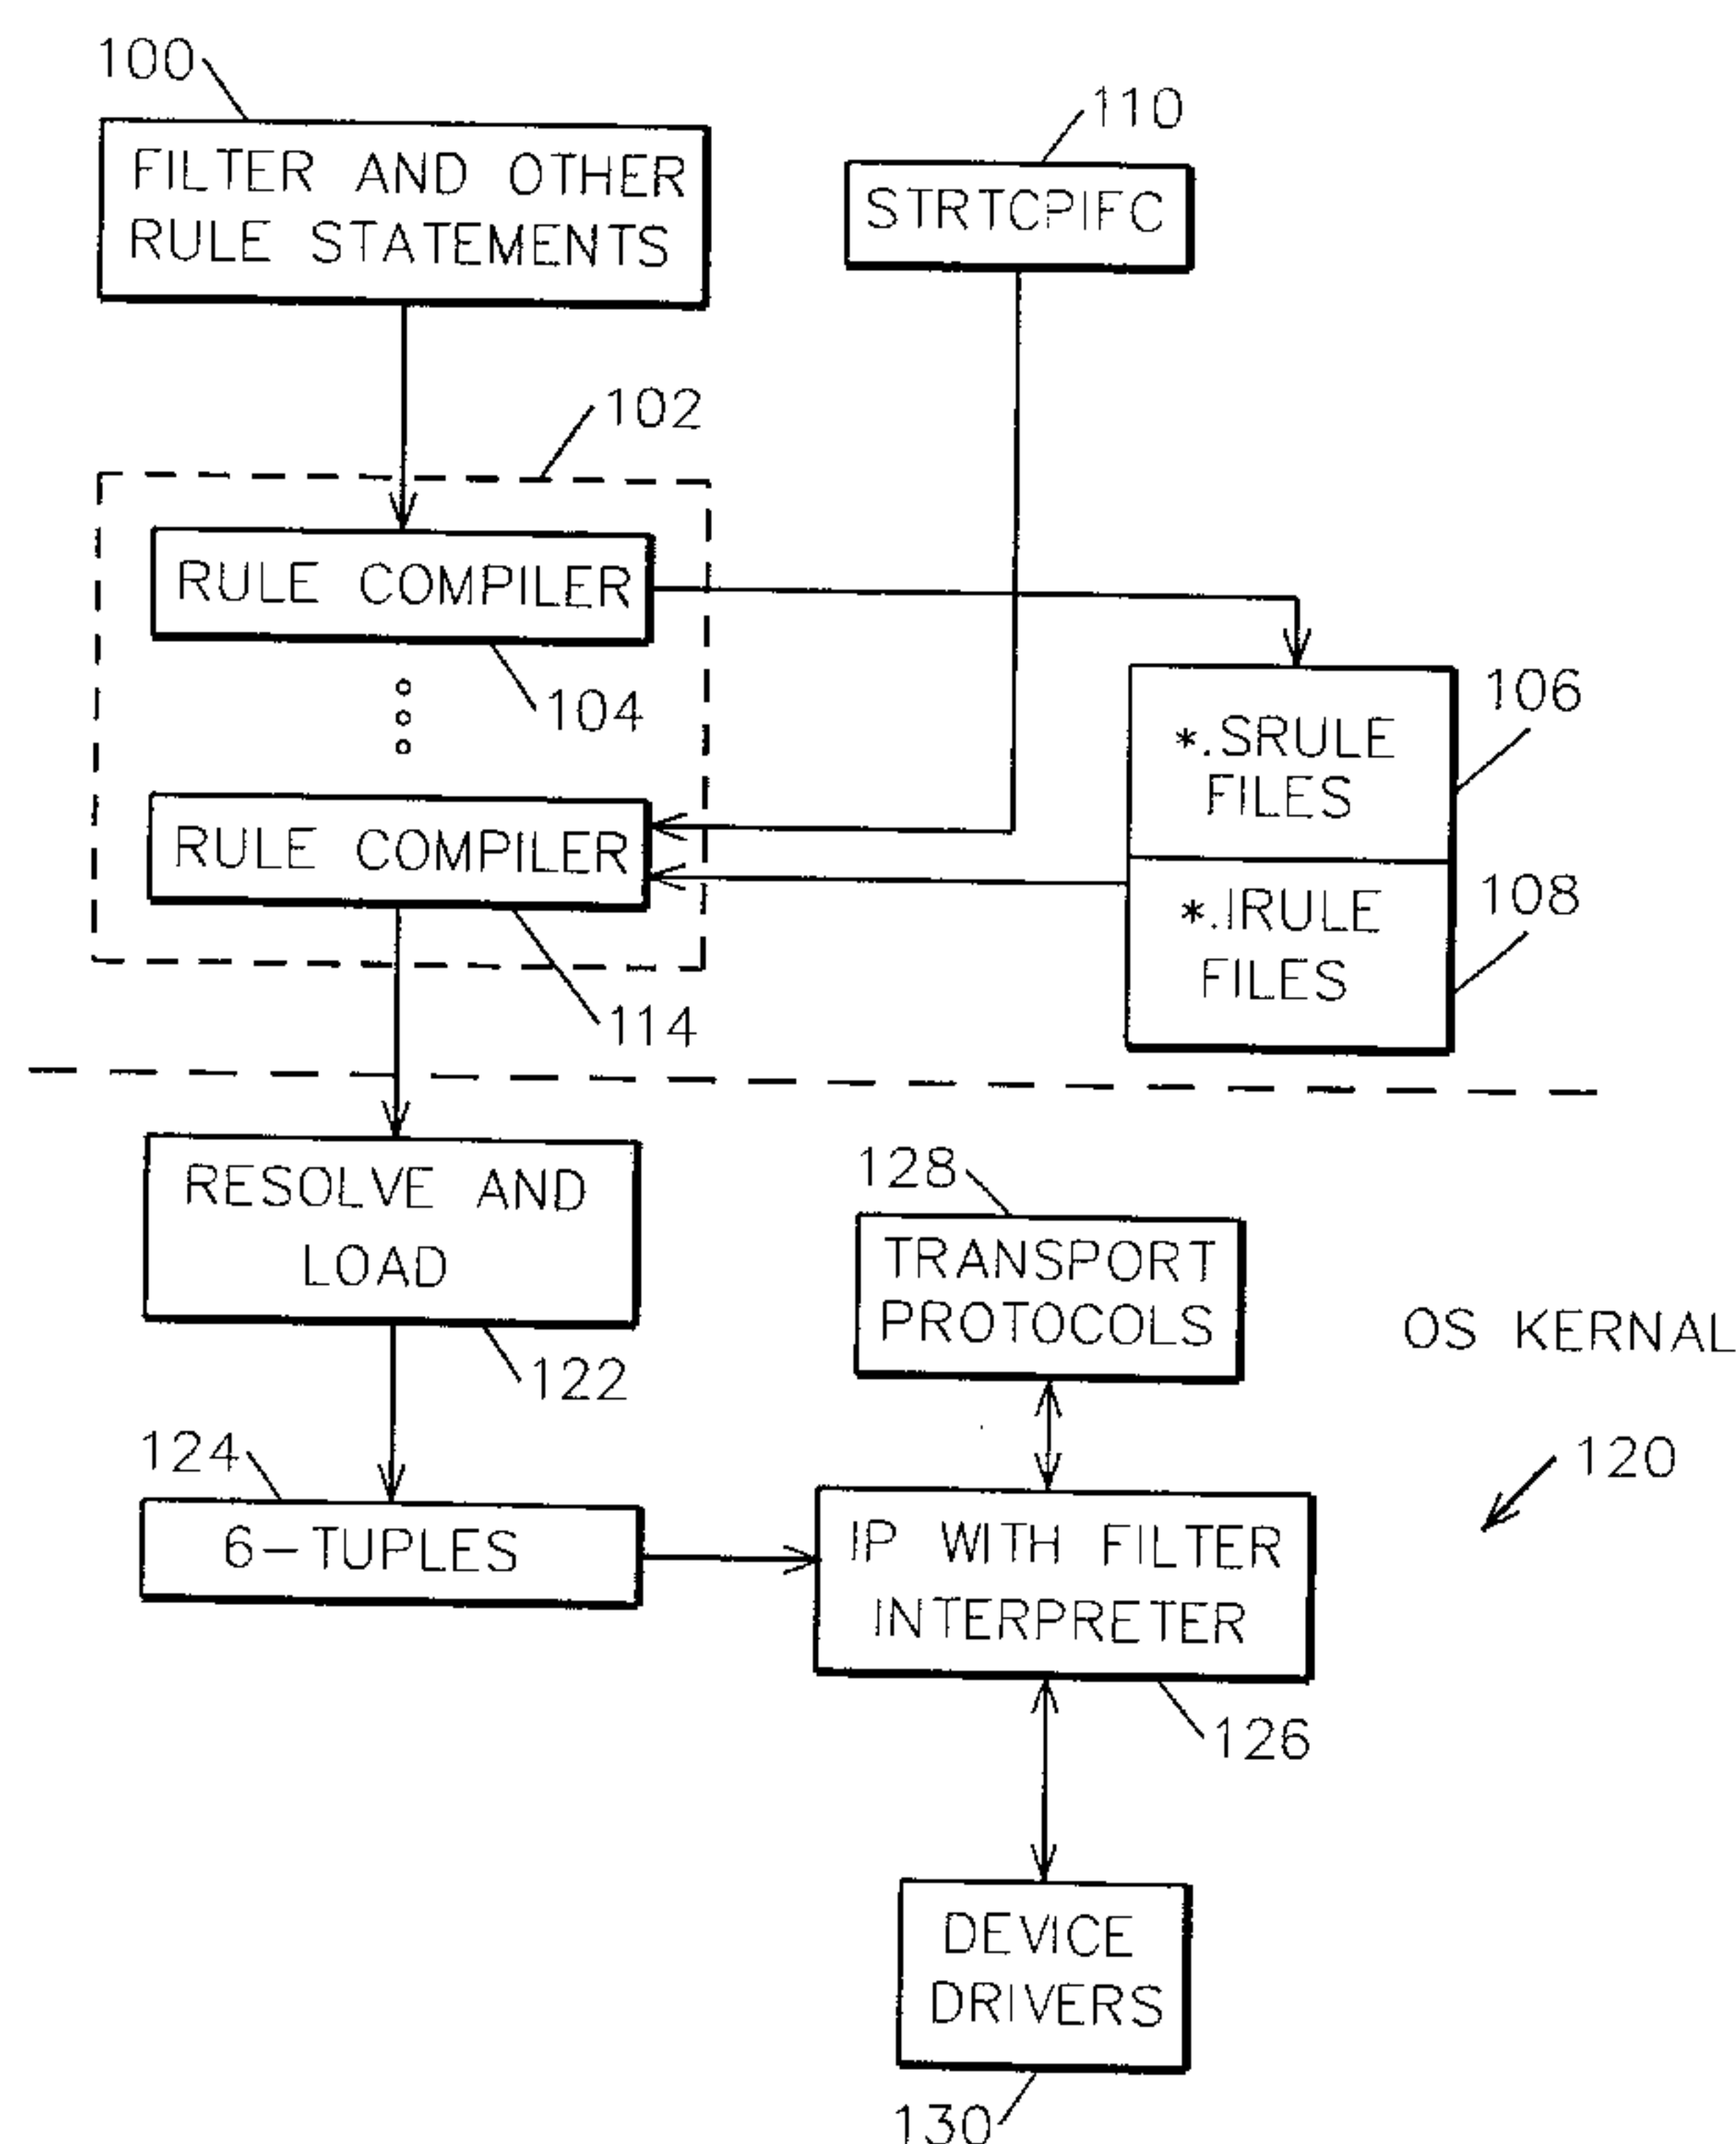 100
FILTER AND OTHER
RULE STATEMENTS
110
STRTCPIFC
102
RULE COMPILER
104
RULE COMPILER
114
*.SRULE
FILES
106
*.IRULE
FILES
108
RESOLVE AND
LOAD
122
128
TRANSPORT
PROTOCOLS
OS KERNAL
120
124
6-TUPLES
IP WITH FILTER
INTERPRETER
126
DEVICE
DRIVERS
130